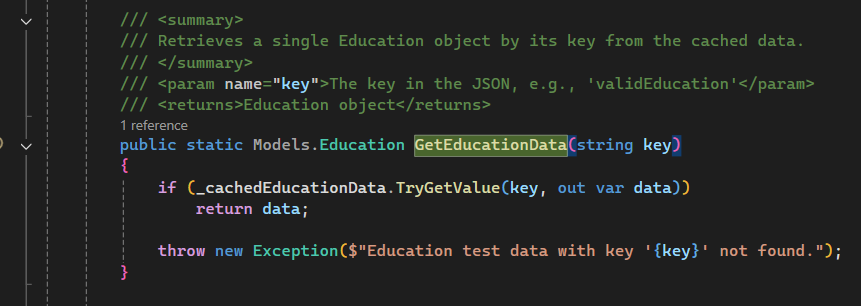 /// <summary>
/// Retrieves a single Education object by its key from the cached data.
/// </summary>
/// <param name="key">The key in the JSON, e.g., 'validEducation'</param>
/// <returns>Education object</returns>
1 reference
public static Models.Education GetEducationData(string key)
{
    if (_cachedEducationData.TryGetValue(key, out var data))
        return data;

    throw new Exception($"Education test data with key '{key}' not found.");
}